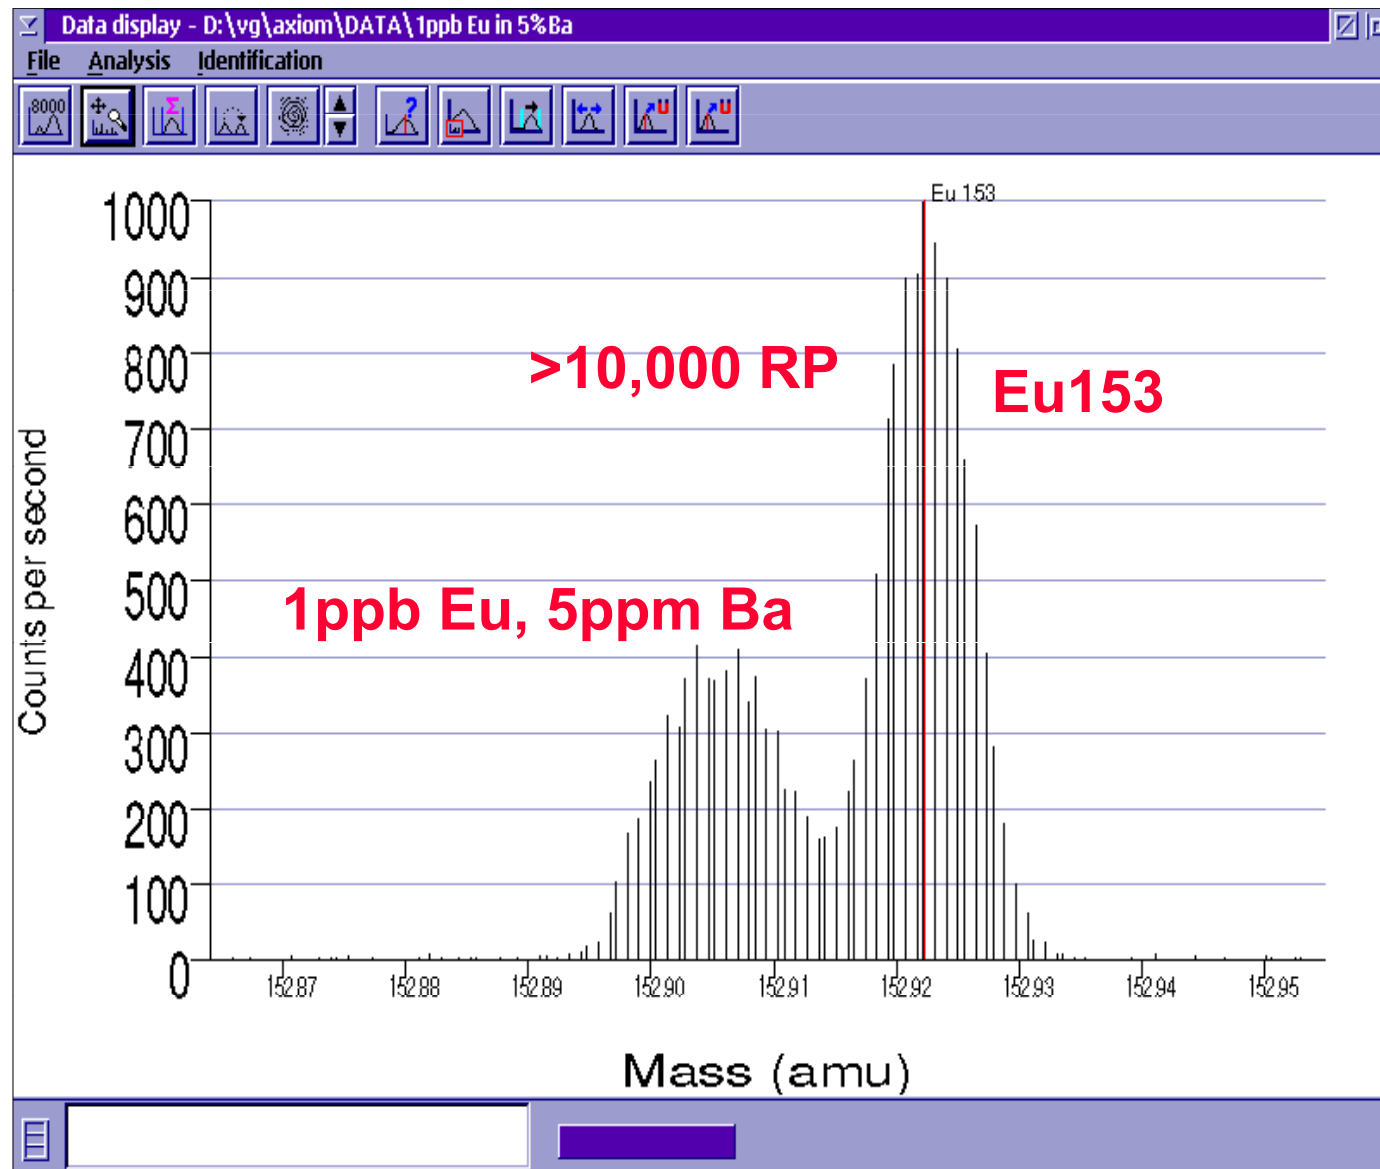 Data display - D:\vg\axiom\DATA\1ppb Eu in 5%Ba
File Analysis Identification
8000 Σ ? U U
Eu 153
1000
900
800
700
600
500
400
300
200
100
0
>10,000 RP
Eu153
1ppb Eu, 5ppm Ba
Counts per second
152.87 152.88 152.89 152.90 152.91 152.92 152.93 152.94 152.95
Mass (amu)